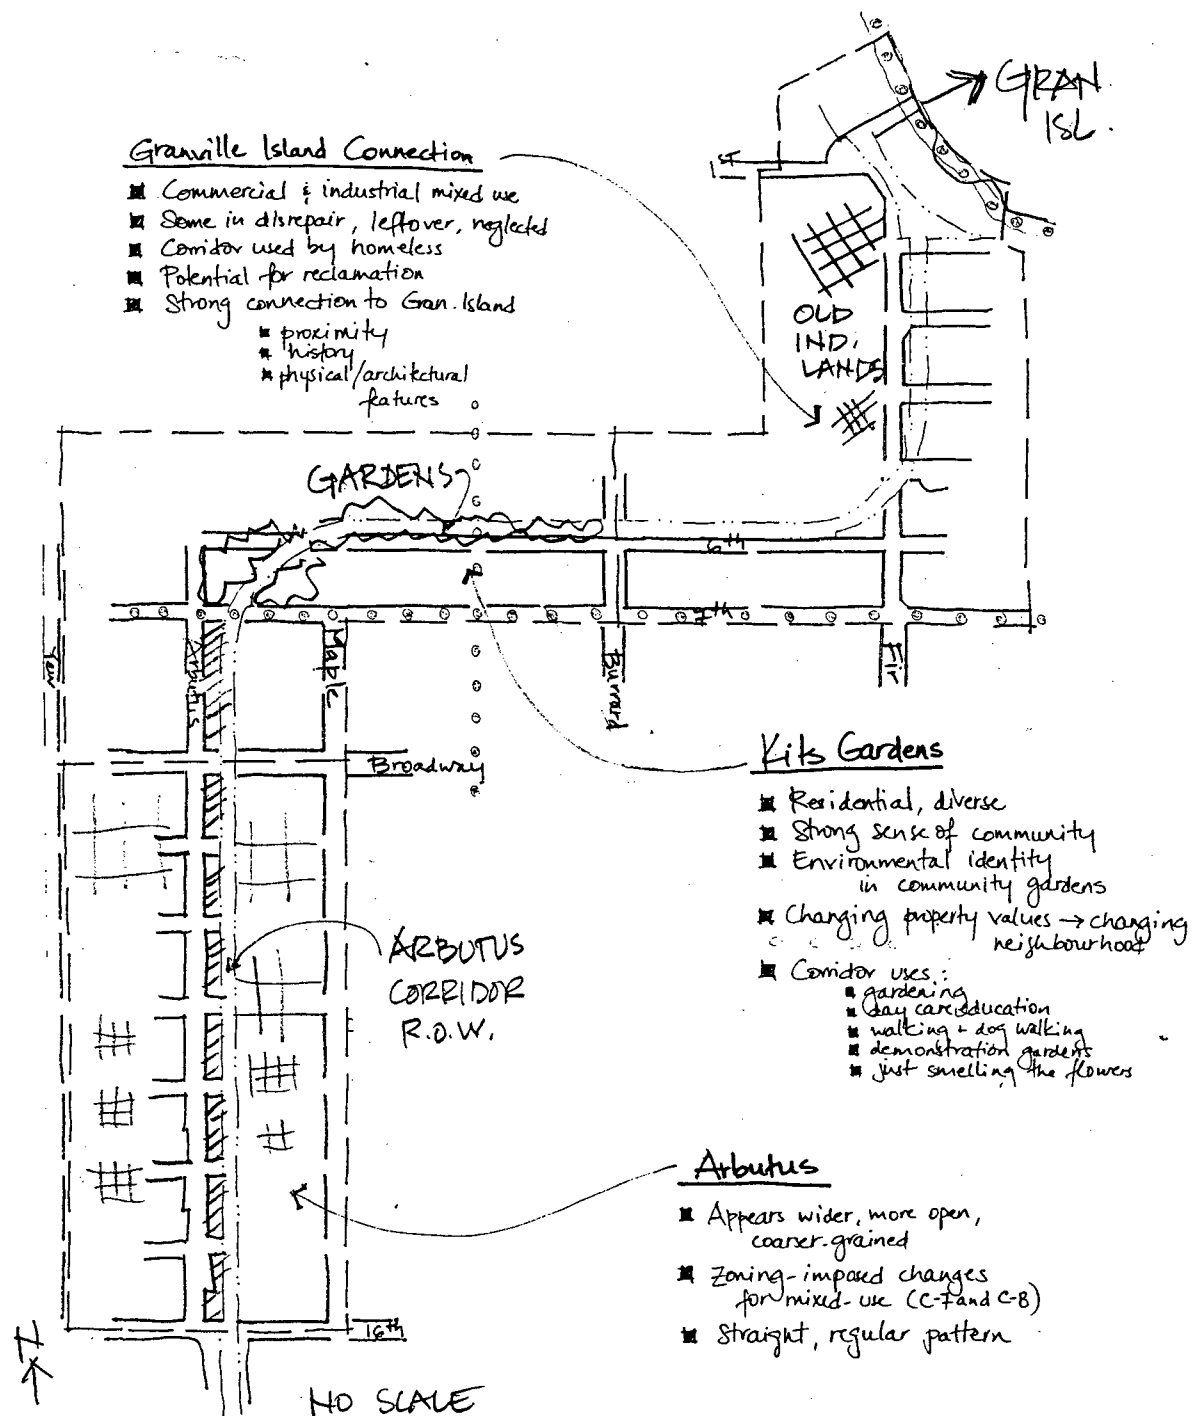 GRAN.
ISL.
1ST
Granville Island Connection
Commercial & industrial mixed use
Some in disrepair, leftover, neglected
Corridor used by homeless
Potential for reclamation
Strong connection to Gran. Island
proximity
history
physical/architectural
features
OLD
IND.
LANDS
GARDENS
6th
7th
Yew
Arbutus
Maple
Burrard
Fir
Broadway
Kits Gardens
Residential, diverse
Strong sense of community
Environmental identity
in community gardens
Changing property values → changing
neighbourhood
Corridor uses:
gardening
day care, education
walking + dog walking
demonstration gardens
just smelling the flowers
ARBUTUS
CORRIDOR
R.O.W.
Arbutus
Appears wider, more open,
coarser-grained
Zoning-imposed changes
for mixed-use (C-7 and C-8)
Straight, regular pattern
16th
N
NO SCALE